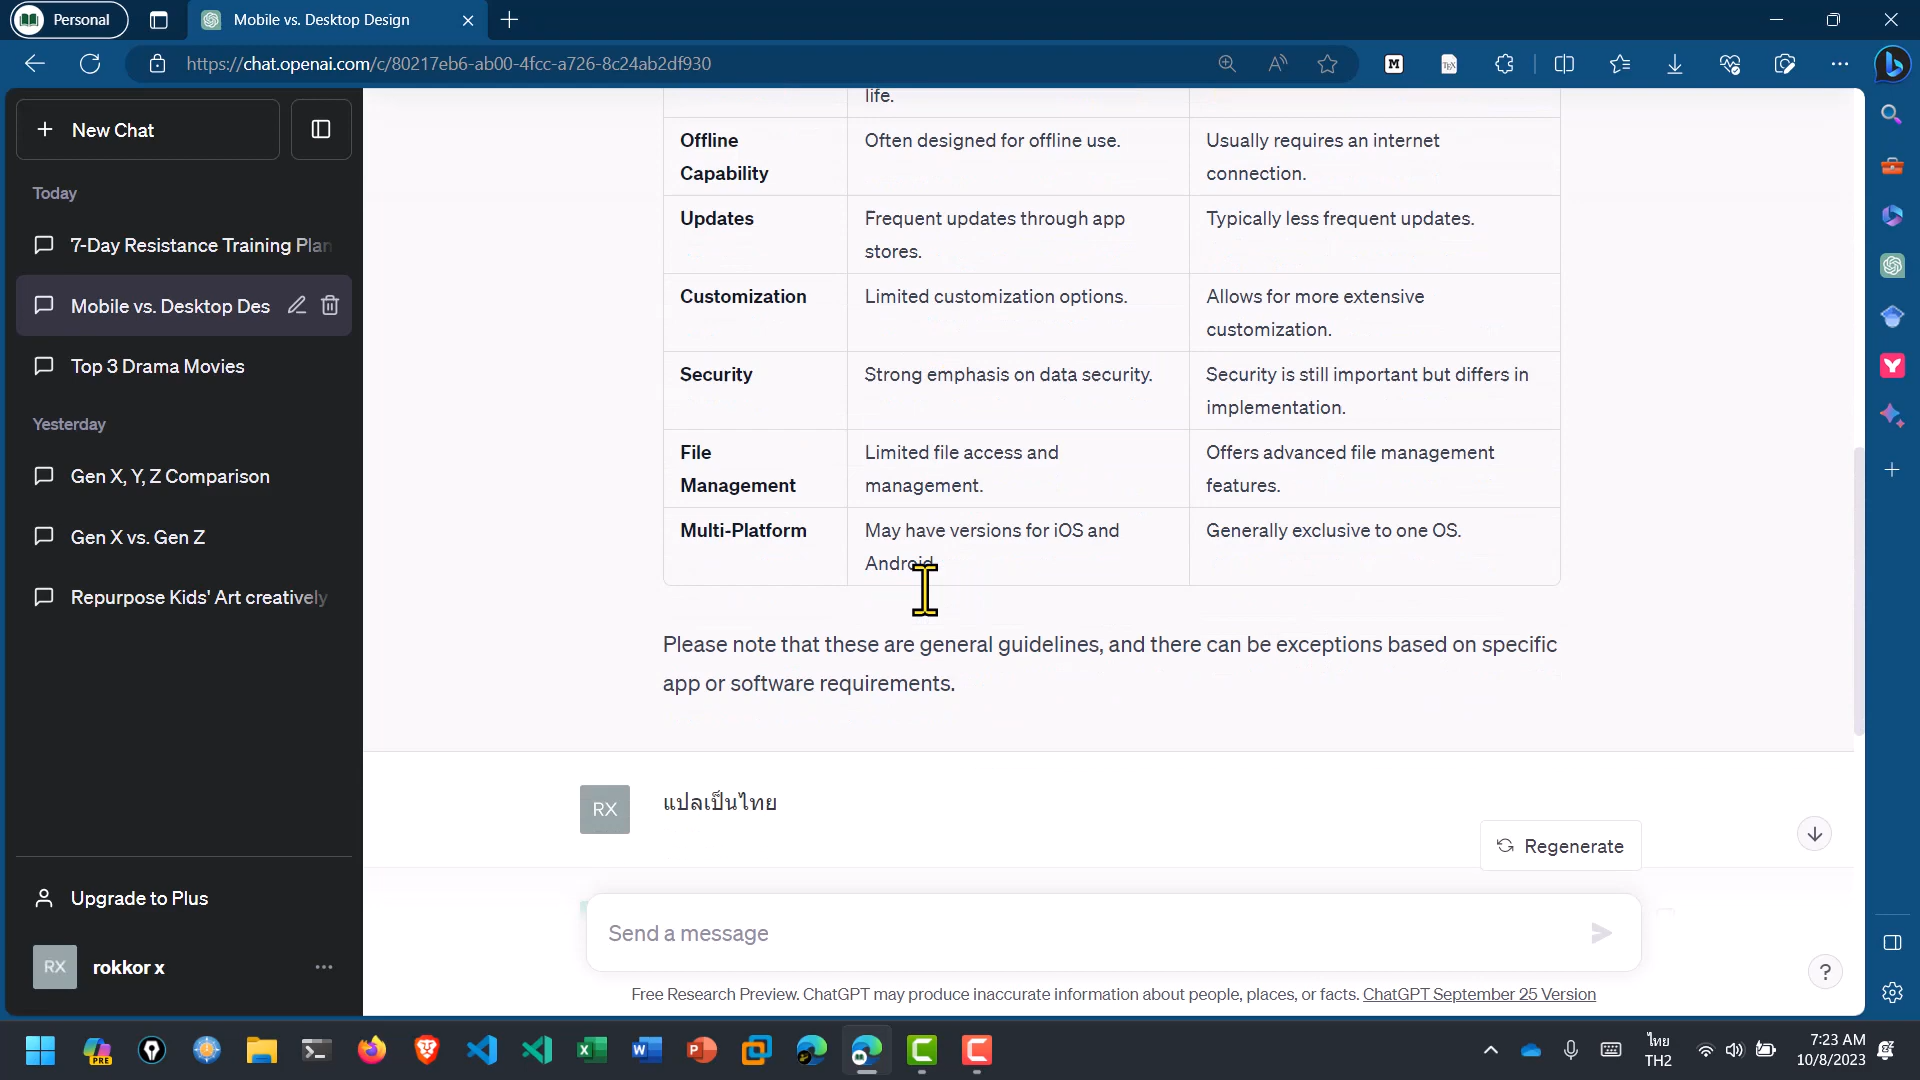 Personal
Mobile vs. Desktop Design
https://chat.openai.com/c/80217eb6-ab00-4fcc-a726-8c24ab2df930
New Chat
Today
7-Day Resistance Training Plan
Mobile vs. Desktop Des
Top 3 Drama Movies
Yesterday
Gen X, Y, Z Comparison
Gen X vs. Gen Z
Repurpose Kids' Art creatively
Upgrade to Plus
RX rokkor x
life.
Offline Often designed for offline use. Usually requires an internet
Capability connection.
Updates Frequent updates through app Typically less frequent updates.
stores.
Customization Limited customization options. Allows for more extensive
customization.
Security Strong emphasis on data security. Security is still important but differs in
implementation.
File Limited file access and Offers advanced file management
Management management. features.
Multi-Platform May have versions for iOS and Generally exclusive to one OS.
Android.
Please note that these are general guidelines, and there can be exceptions based on specific
app or software requirements.
RX แปลเป็นไทย
Regenerate
Send a message
?
Free Research Preview. ChatGPT may produce inaccurate information about people, places, or facts. ChatGPT September 25 Version
PRE
ไทย
TH2
7:23 AM
10/8/2023